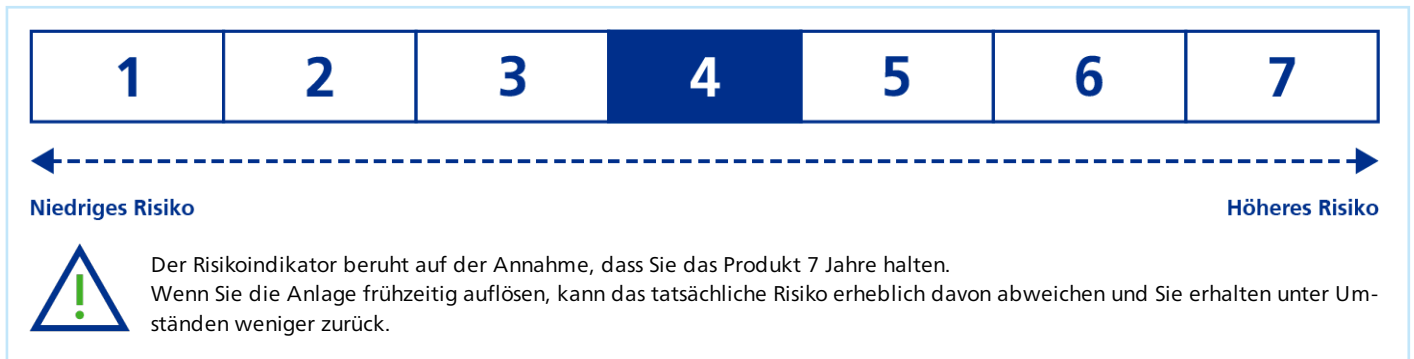 1 2 3 4 5 6 7
Niedriges Risiko Höheres Risiko
Der Risikoindikator beruht auf der Annahme, dass Sie das Produkt 7 Jahre halten.
Wenn Sie die Anlage frühzeitig auflösen, kann das tatsächliche Risiko erheblich davon abweichen und Sie erhalten unter Um-
ständen weniger zurück.